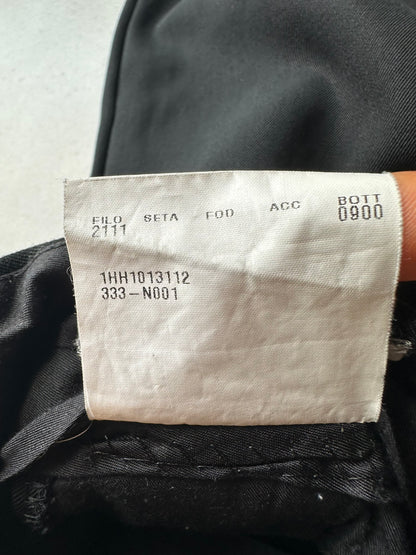 FILO SETA FOD ACC BOTT
2111 0900
1HH1013112
333-N001